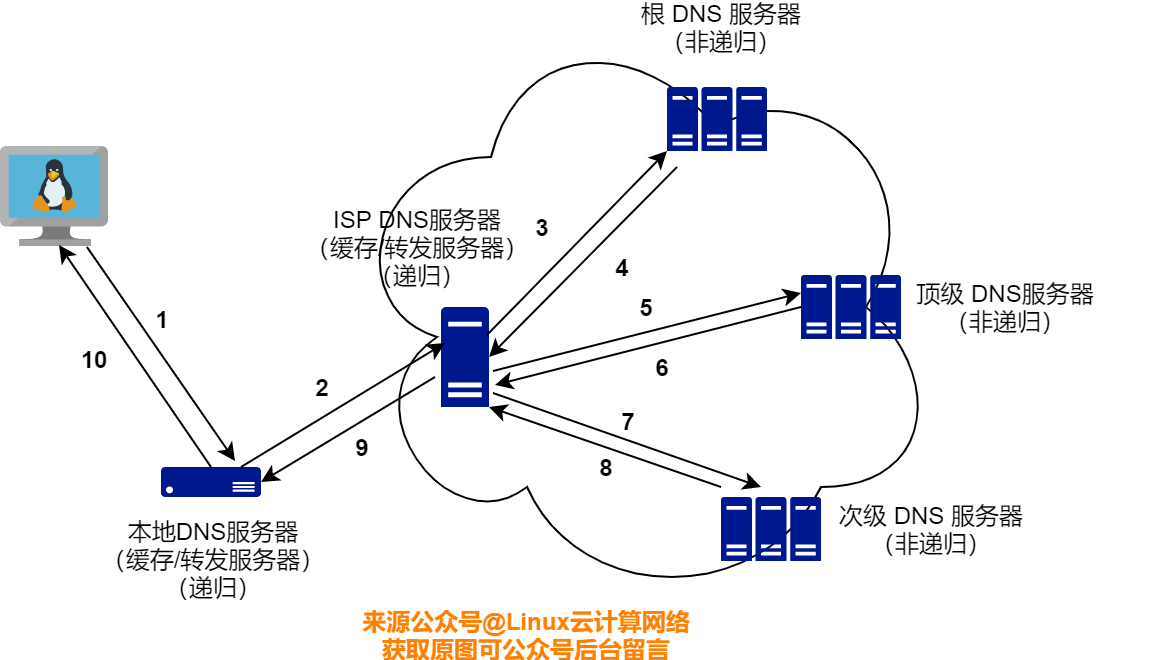 根 DNS 服务器
（非递归）
ISP DNS服务器
（缓存/转发服务器）
（递归）
3
4
顶级 DNS服务器
（非递归）
5
6
1
10
2
9
7
8
次级 DNS 服务器
（非递归）
本地DNS服务器
（缓存/转发服务器）
（递归）
来源公众号@Linux云计算网络
获取原图可公众号后台留言